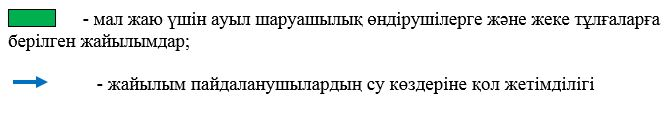 - мал жаю үшін ауыл шаруашылық өндірушілерге және жеке тұлғаларға
берілген жайылымдар;
- жайылым пайдаланушылардың су көздеріне қол жетімділігі